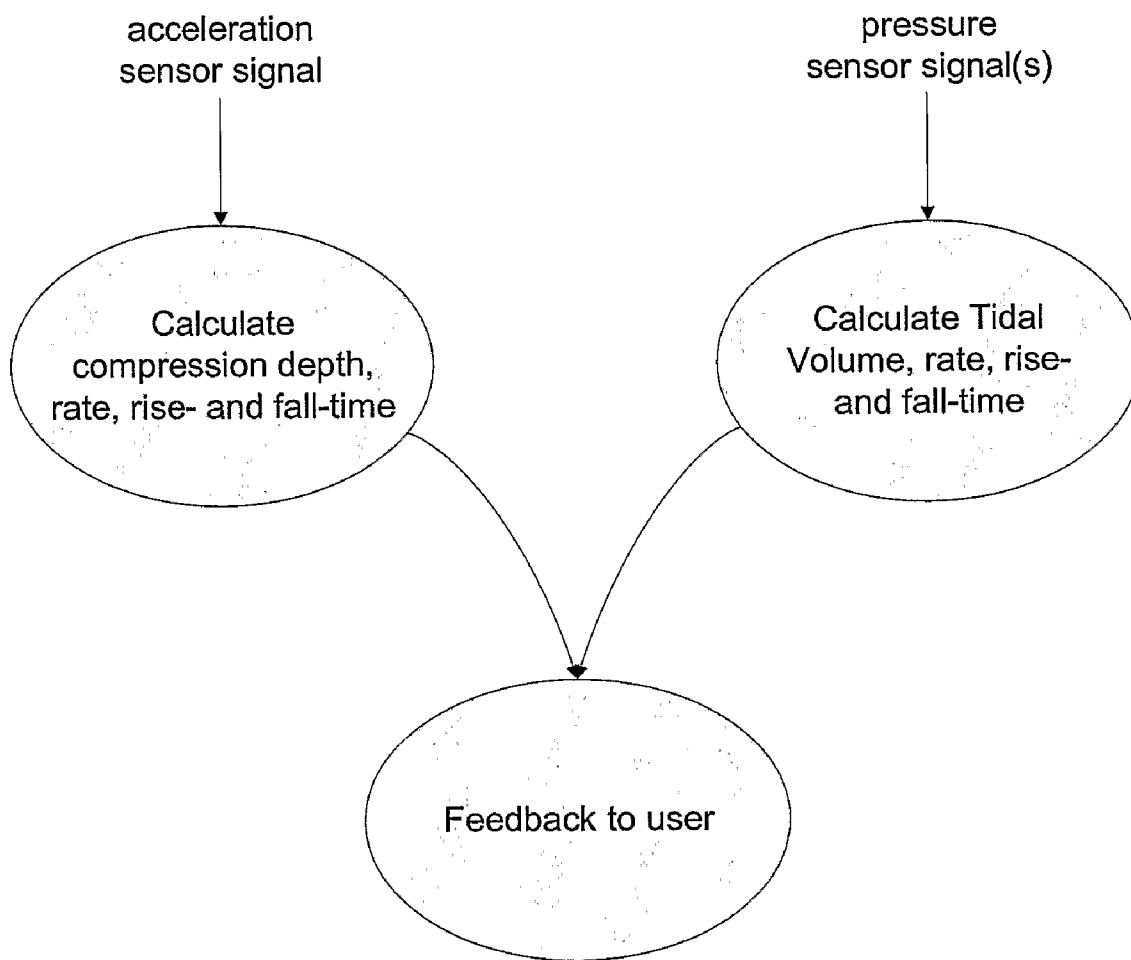 acceleration
sensor signal
pressure
sensor signal(s)
Calculate
compression depth,
rate, rise- and fall-time
Calculate Tidal
Volume, rate, rise-
and fall-time
Feedback to user